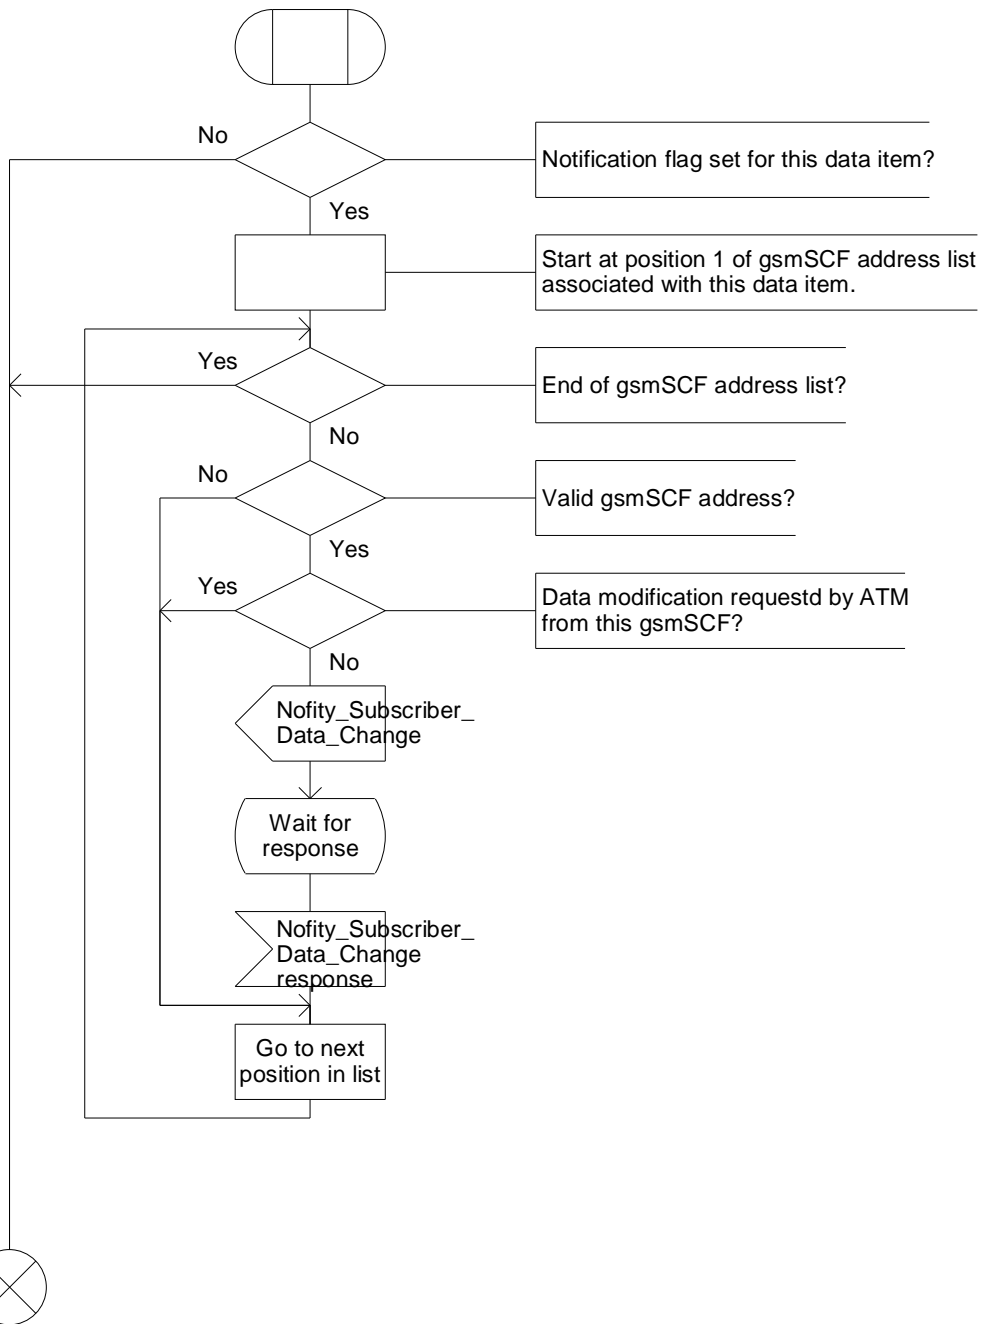 No
Notification flag set for this data item?
Yes
Start at position 1 of gsmSCF address list
associated with this data item.
Yes
End of gsmSCF address list?
No
No
Valid gsmSCF address?
Yes
Yes
Data modification requestd by ATM
from this gsmSCF?
No
Nofity_Subscriber_
Data_Change
Wait for
response
Nofity_Subscriber_
Data_Change
response
Go to next
position in list